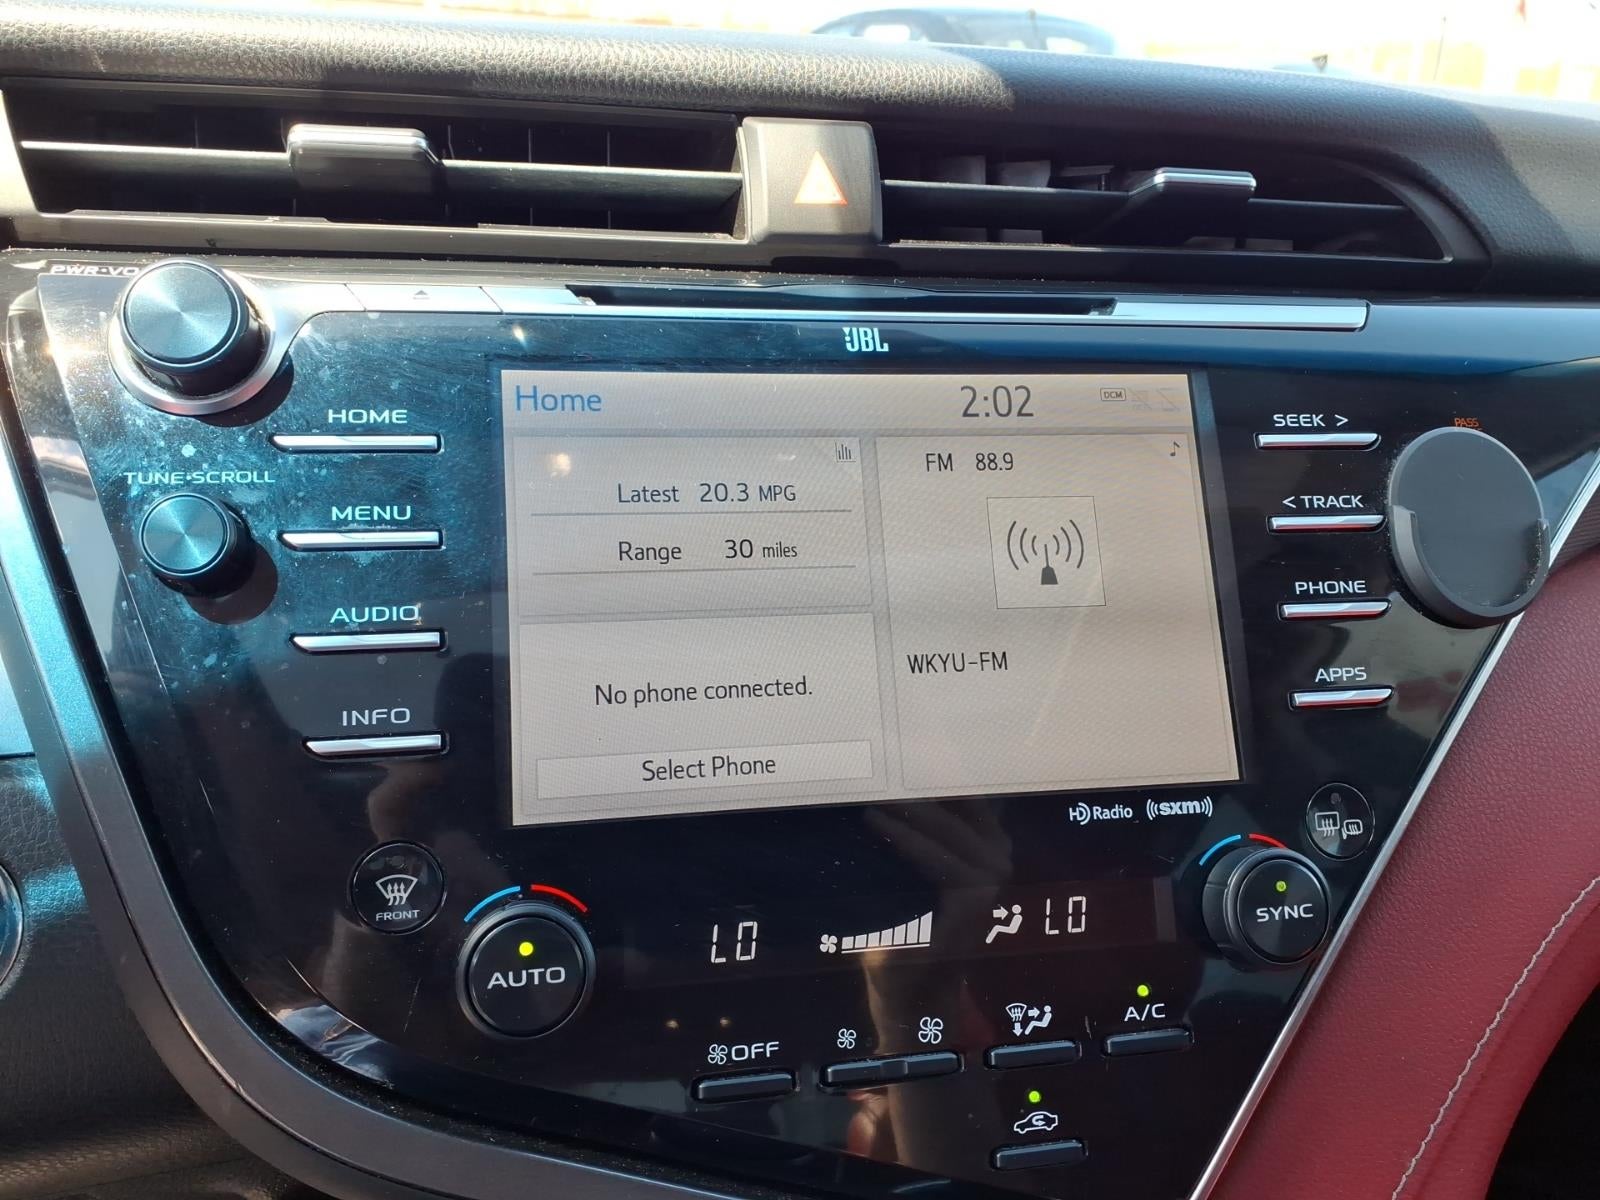 PWR·VO
JBL
Home 2:02 DCM
HOME
TUNE·SCROLL
MENU
AUDIO
INFO
Latest 20.3 MPG
Range 30 miles
No phone connected.
Select Phone
FM 88.9
WKYU-FM
SEEK >
< TRACK
PHONE
APPS
PASS
HD Radio ((sxm))
FRONT
AUTO
LO LO
SYNC
OFF
A/C